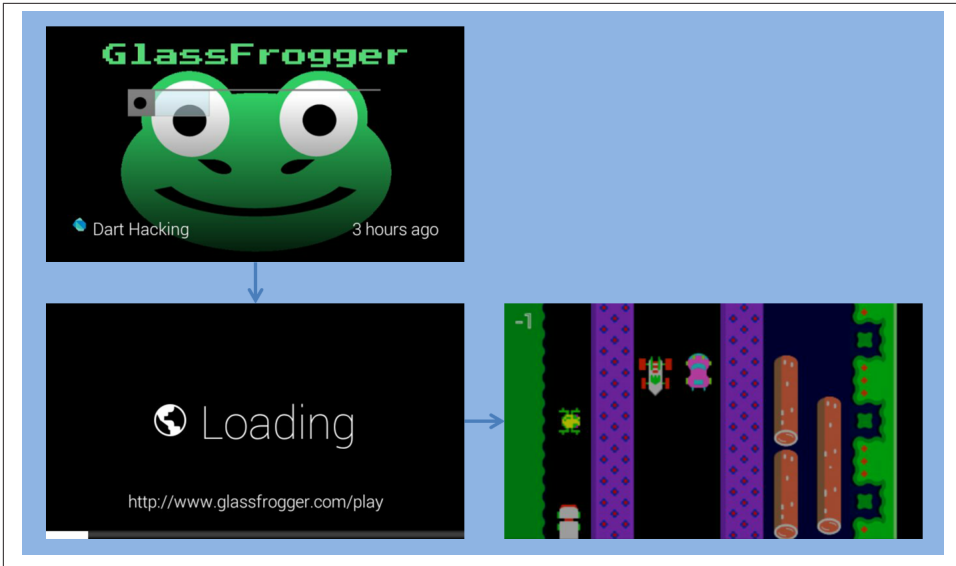 GlassFrogger
Dart Hacking
3 hours ago
Loading
http://www.glassfrogger.com/play
-1